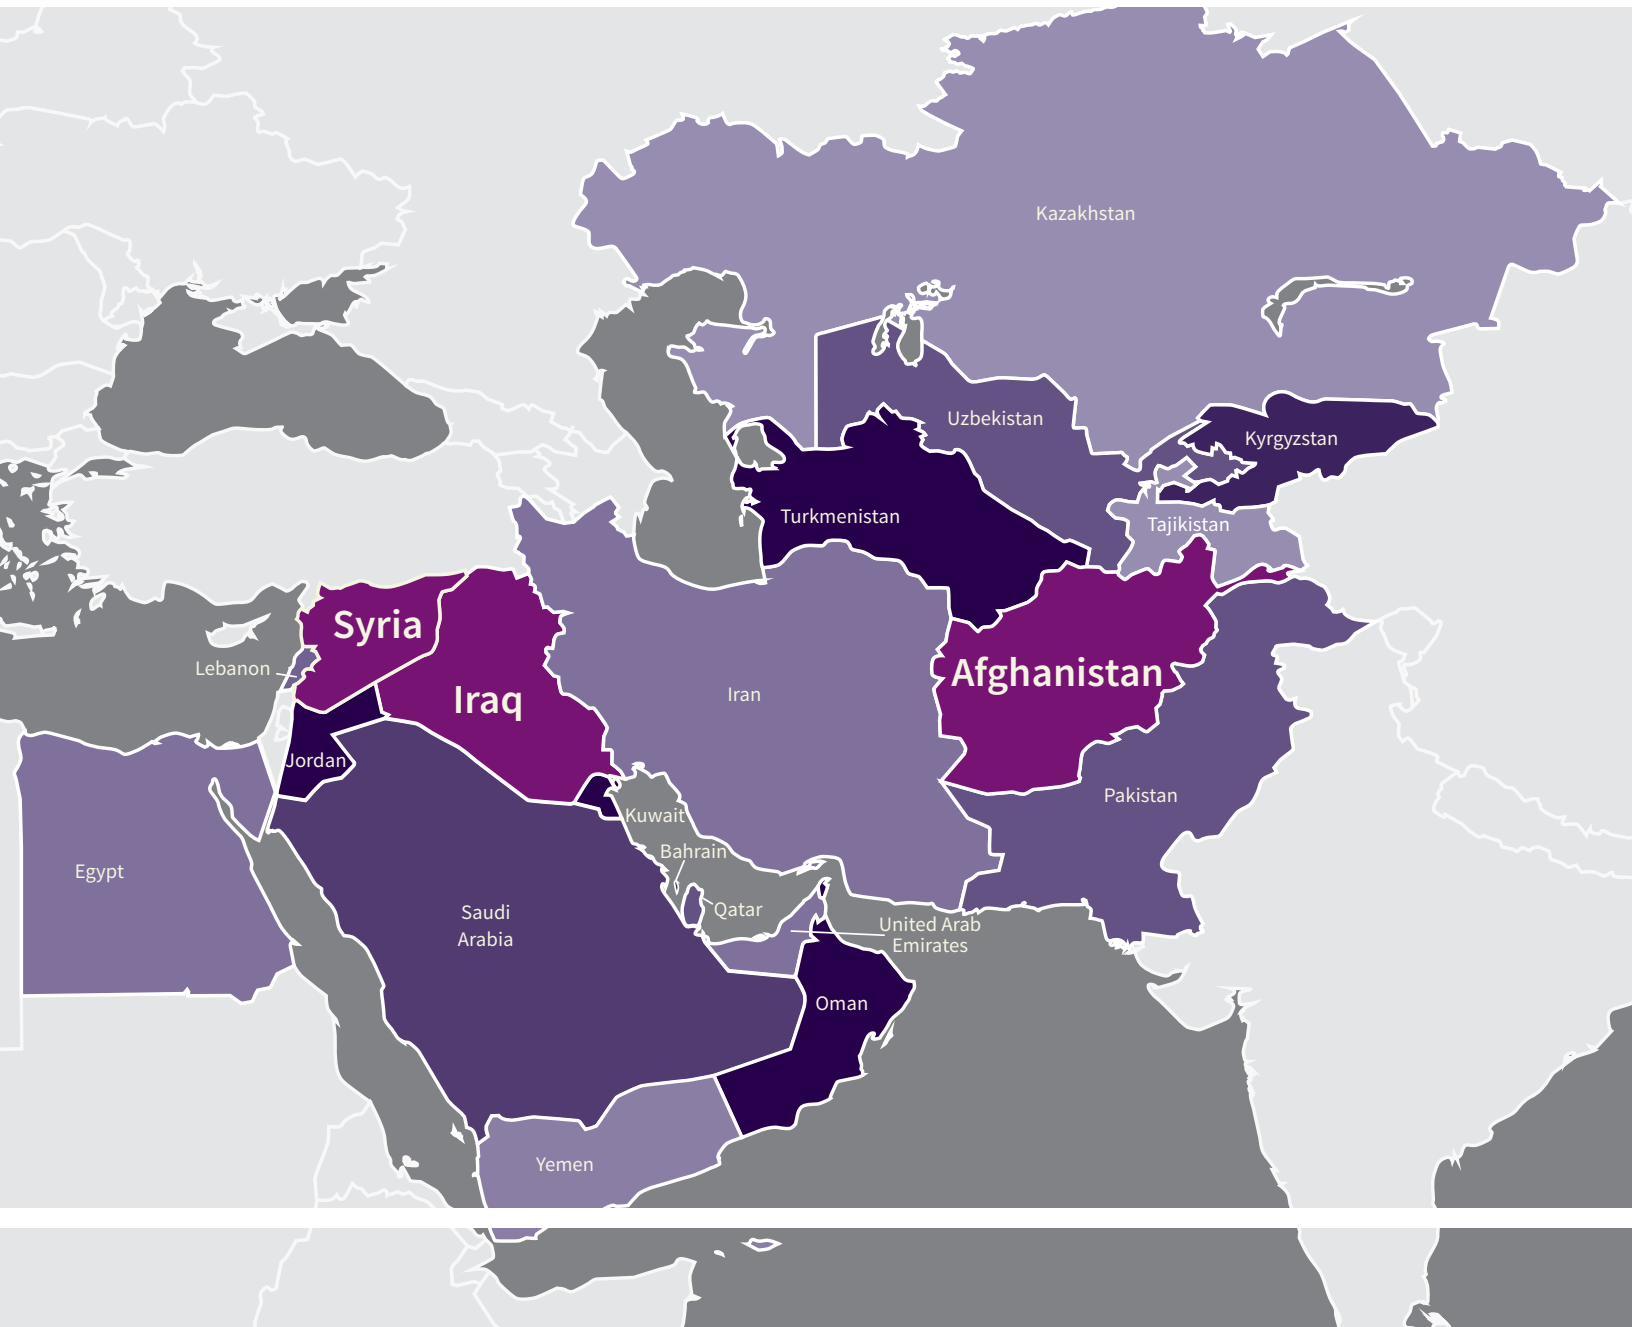 Kazakhstan
Uzbekistan
Kyrgyzstan
Turkmenistan
Tajikistan
Syria
Lebanon
Afghanistan
Iraq
Iran
Jordan
Pakistan
Kuwait
Bahrain
Egypt
Qatar
Saudi
Arabia
United Arab
Emirates
Oman
Yemen